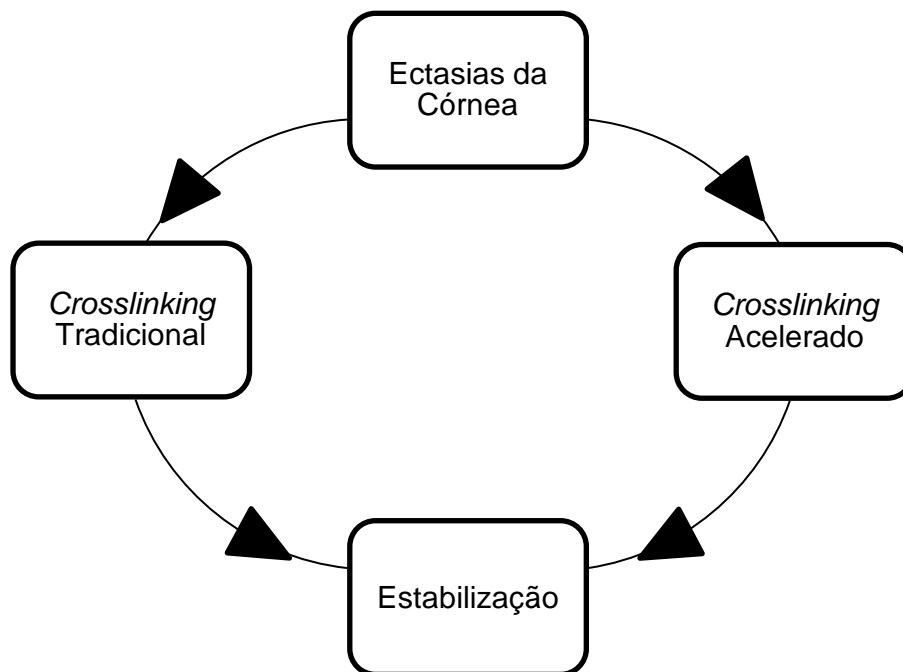 Ectasias da
Córnea
Crosslinking
Tradicional
Crosslinking
Acelerado
Estabilização